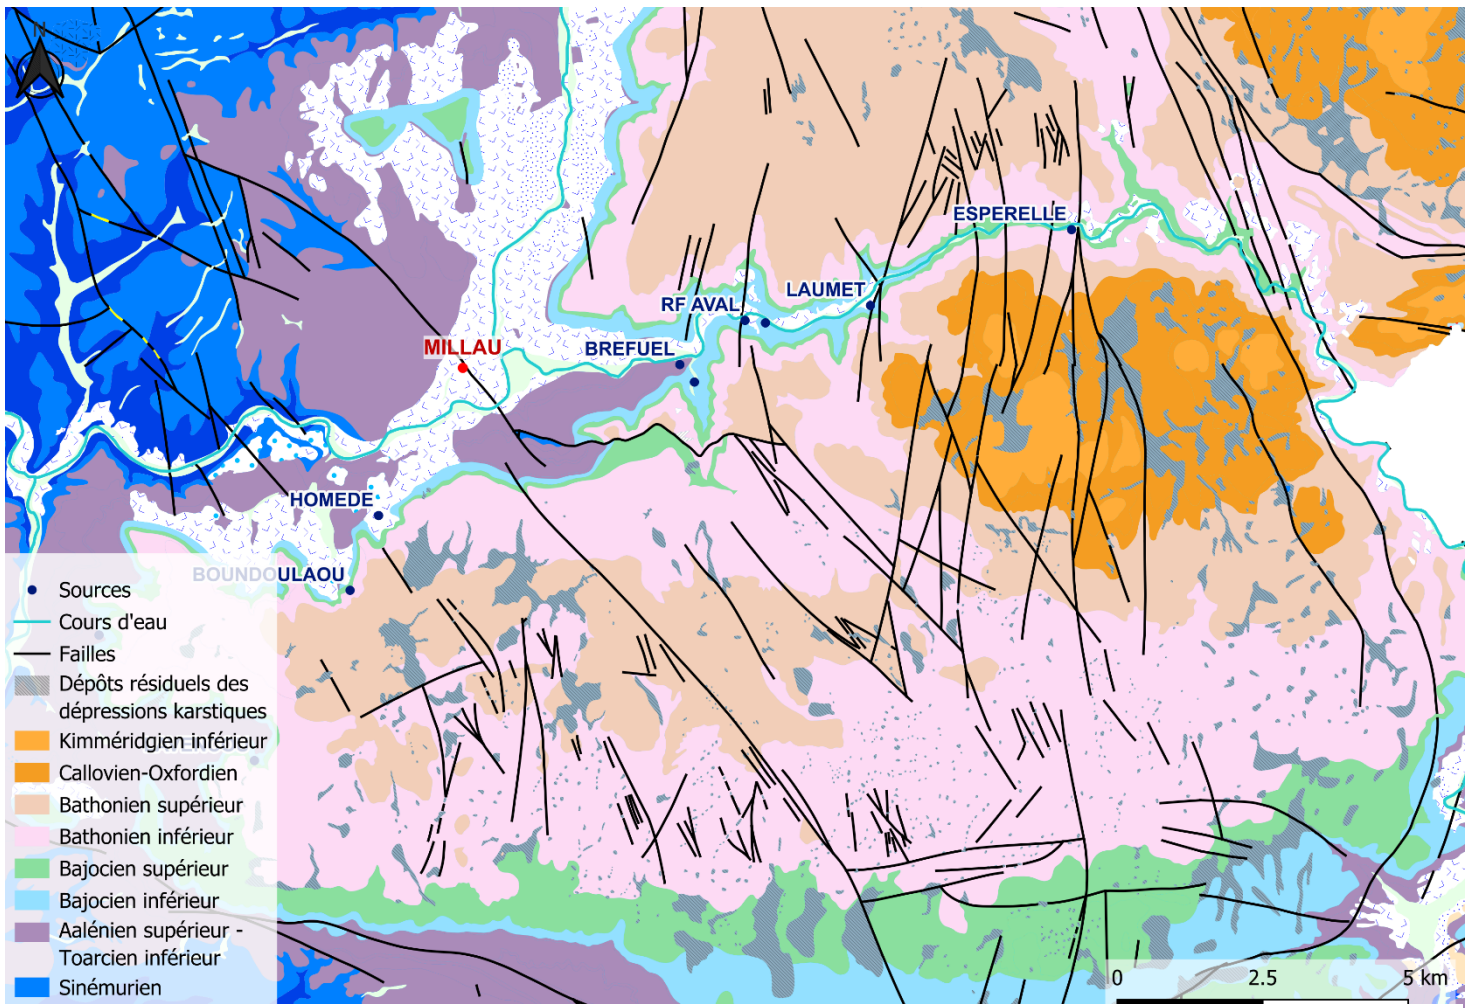 N
ESPERELLE
LAUMET
RF AVAL
MILLAU
BREFUEL
HOMEDE
BOUNDOULAOU
Sources
Cours d'eau
Failles
Dépôts résiduels des
dépressions karstiques
Kimméridgien inférieur
Callovien-Oxfordien
Bathonien supérieur
Bathonien inférieur
Bajocien supérieur
Bajocien inférieur
Aalénien supérieur -
Toarcien inférieur
Sinémurien
0 2.5 5 km